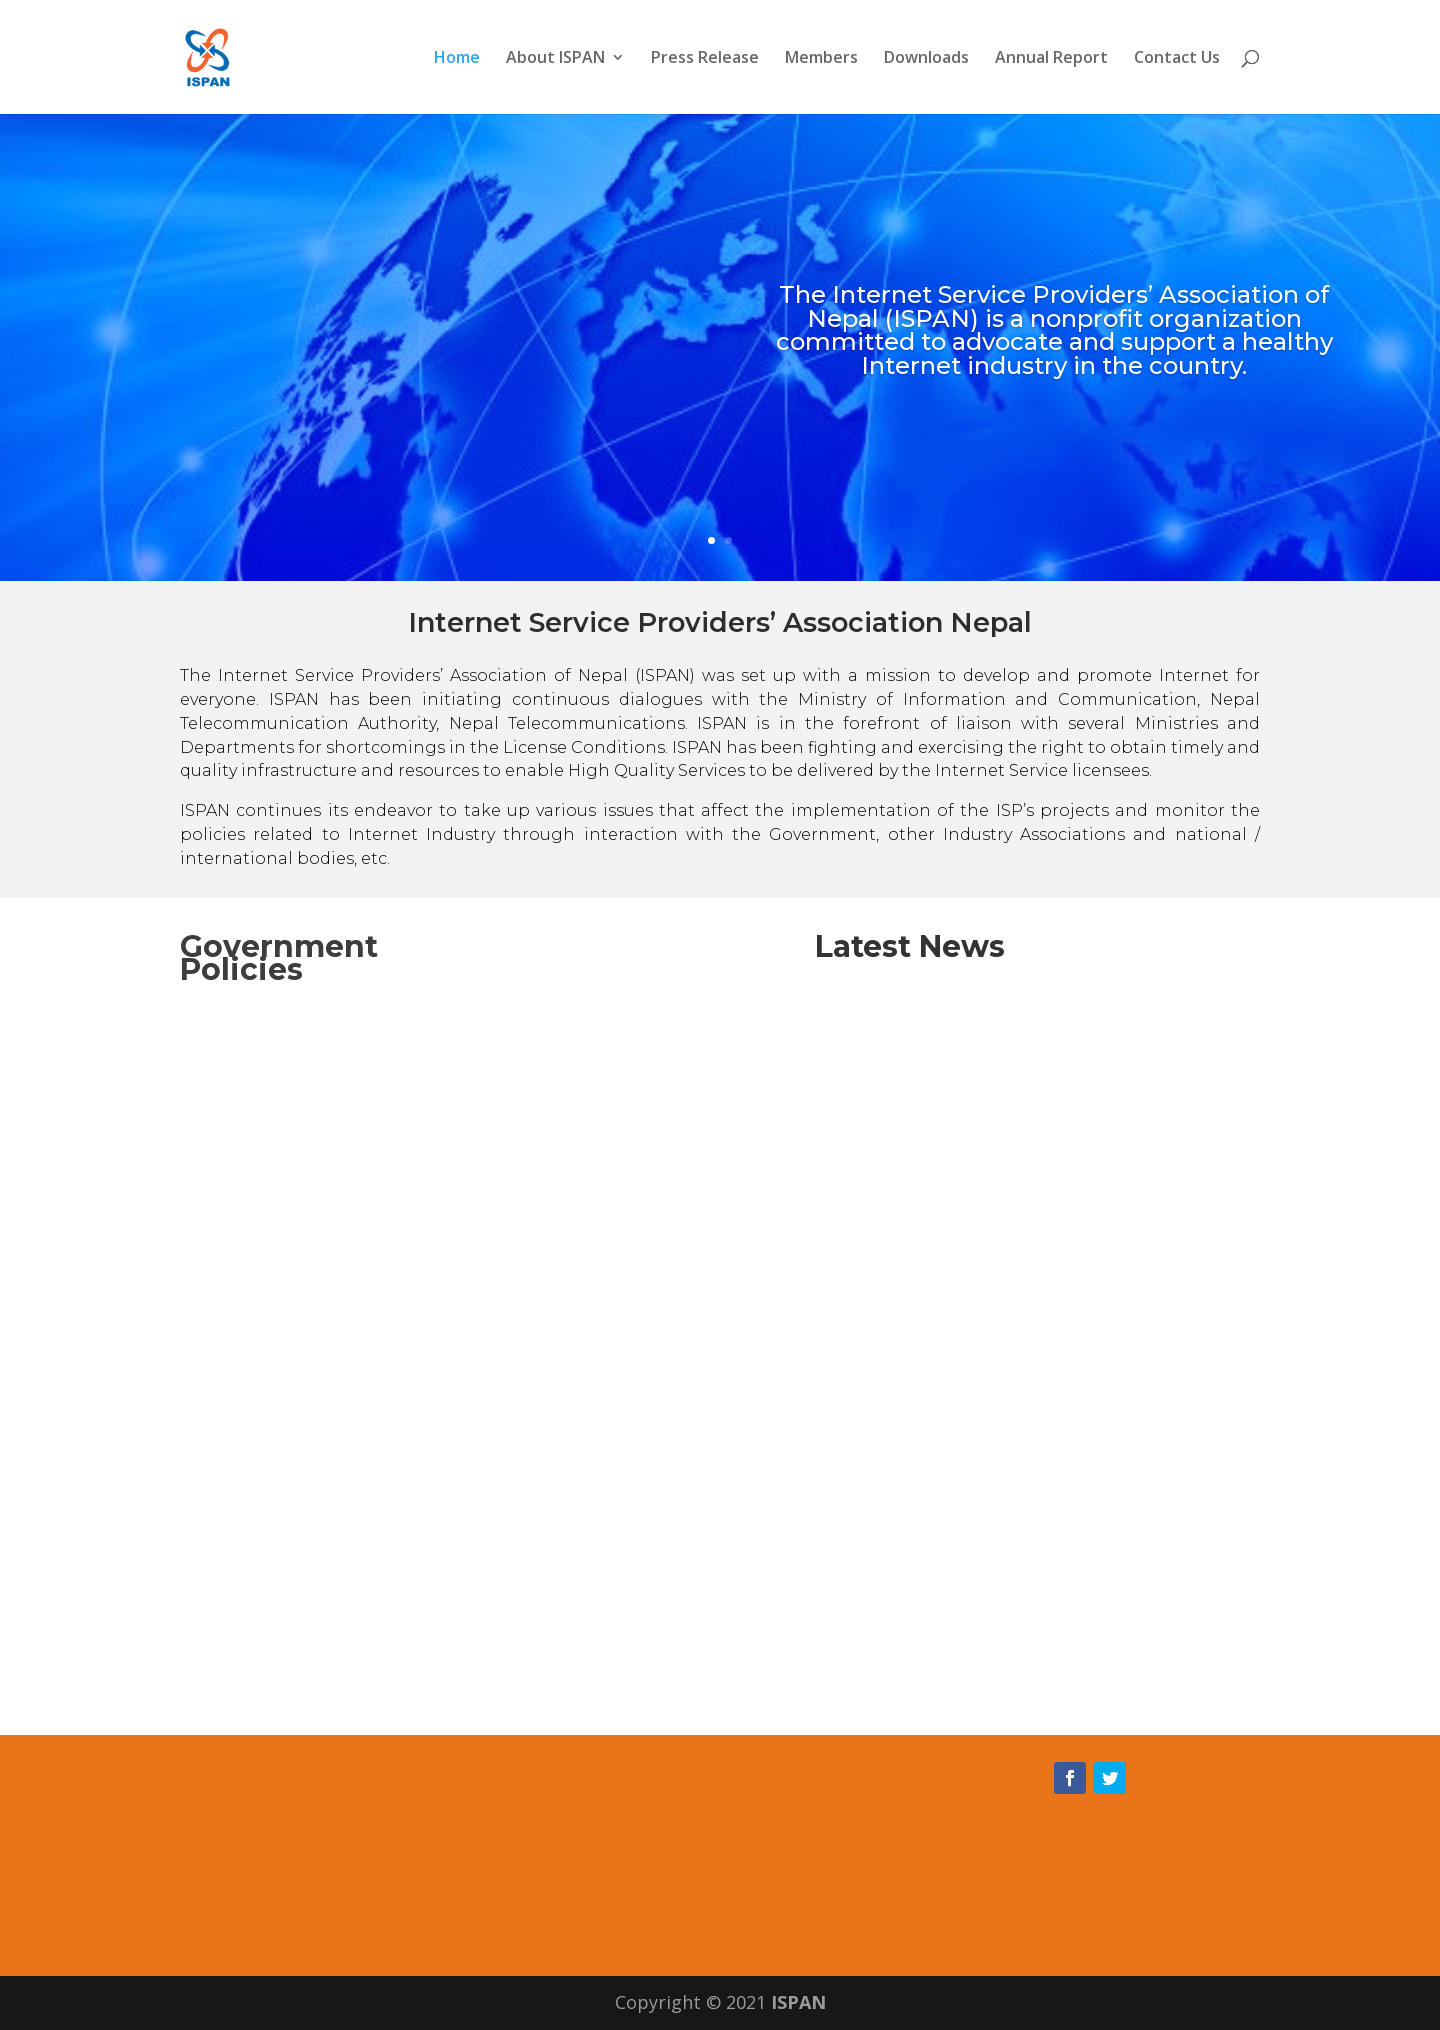 ISPAN
Home About ISPAN Press Release Members Downloads Annual Report Contact Us
The Internet Service Providers’ Association of
Nepal (ISPAN) is a nonprofit organization
committed to advocate and support a healthy
Internet industry in the country.
Internet Service Providers’ Association Nepal
The Internet Service Providers’ Association of Nepal (ISPAN) was set up with a mission to develop and promote Internet for
everyone. ISPAN has been initiating continuous dialogues with the Ministry of Information and Communication, Nepal
Telecommunication Authority, Nepal Telecommunications. ISPAN is in the forefront of liaison with several Ministries and
Departments for shortcomings in the License Conditions. ISPAN has been fighting and exercising the right to obtain timely and
quality infrastructure and resources to enable High Quality Services to be delivered by the Internet Service licensees.
ISPAN continues its endeavor to take up various issues that affect the implementation of the ISP’s projects and monitor the
policies related to Internet Industry through interaction with the Government, other Industry Associations and national /
international bodies, etc.
Government
Policies
Latest News
Copyright © 2021 ISPAN